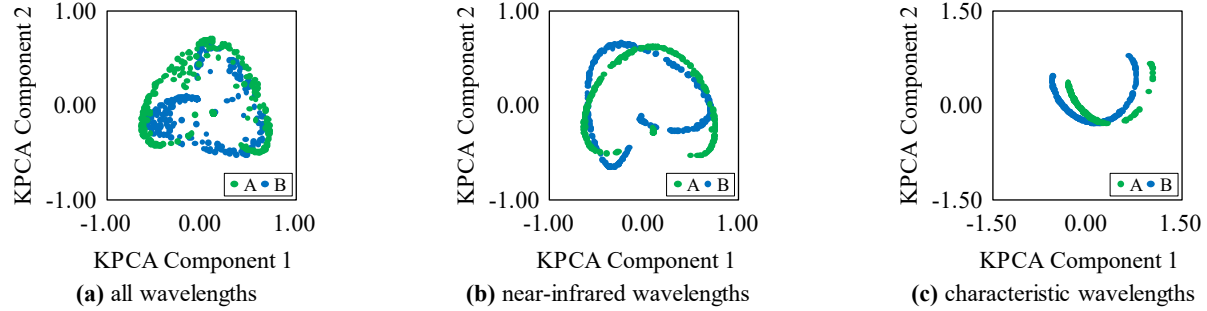 KPCA Component 2
1.00
0.00
-1.00
A B
-1.00 0.00 1.00
KPCA Component 1
(a) all wavelengths
KPCA Component 2
1.00
0.00
-1.00
A B
-1.00 0.00 1.00
KPCA Component 1
(b) near-infrared wavelengths
KPCA Component 2
1.50
0.00
-1.50
A B
-1.50 0.00 1.50
KPCA Component 1
(c) characteristic wavelengths